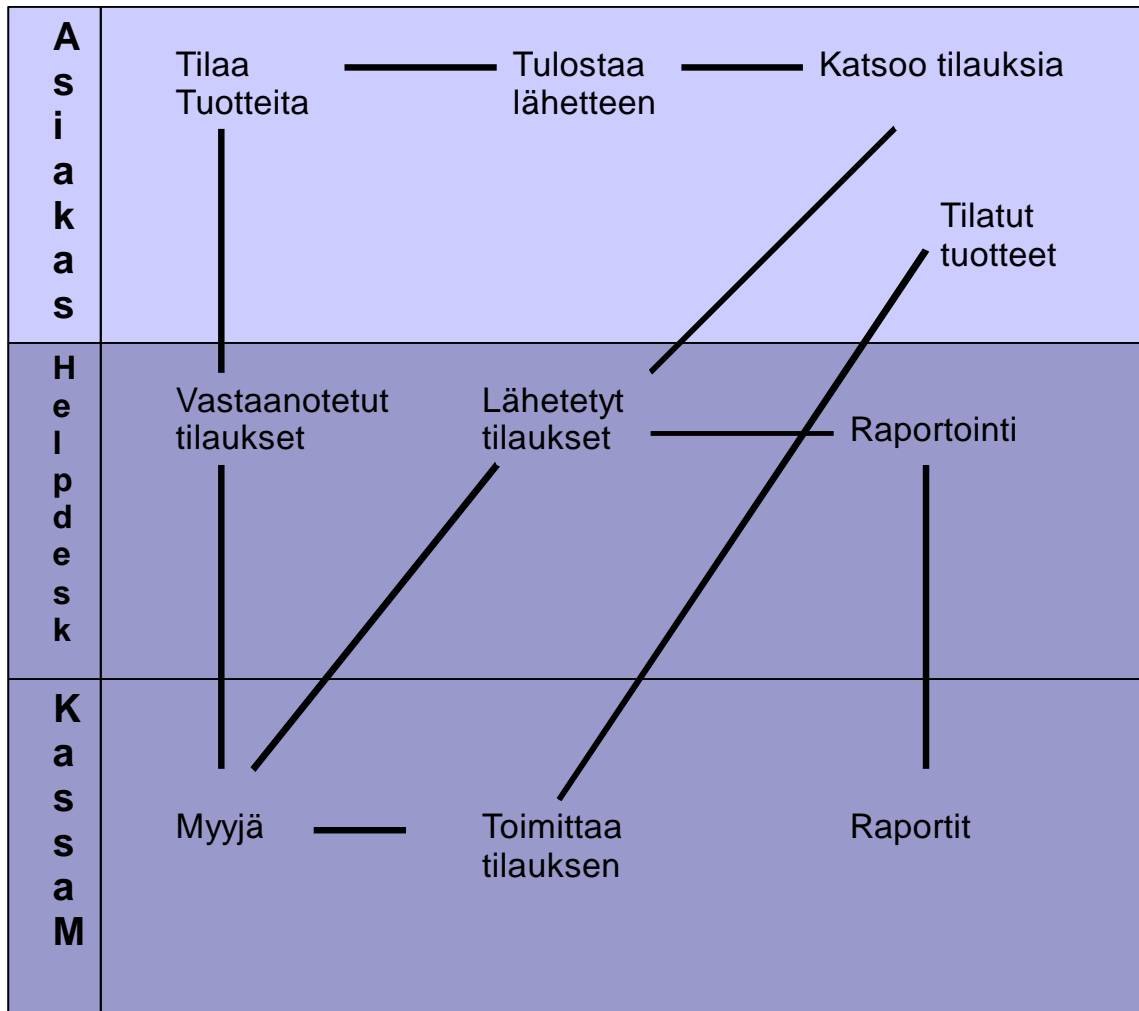 Asiakas
Tilaa
Tuotteita
Tulostaa
lähetteen
Katsoo tilauksia
Tilatut
tuotteet
Helpdesk
Vastaanotetut
tilaukset
Lähetetyt
tilaukset
Raportointi
KassaM
Myyjä
Toimittaa
tilauksen
Raportit